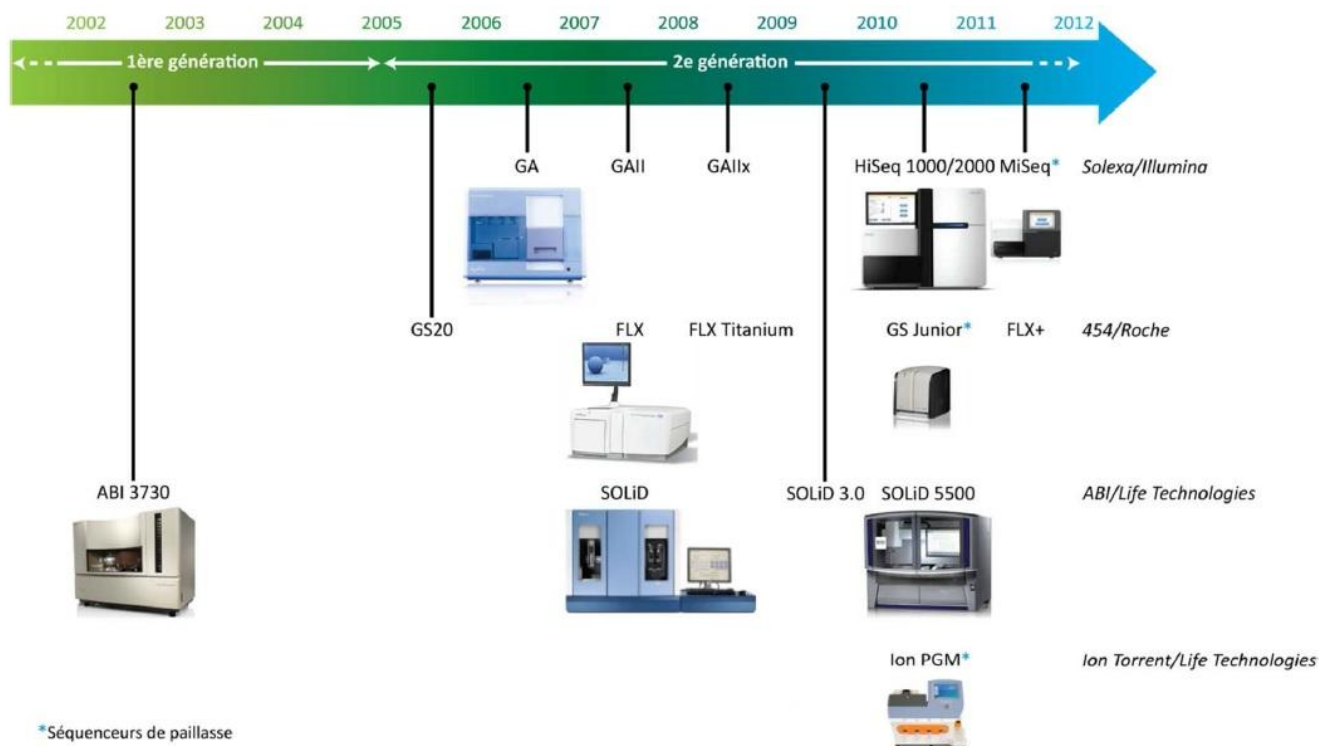 2002 2003 2004 2005 2006 2007 2008 2009 2010 2011 2012
1ère génération 2e génération
GA GAII GAIIx HiSeq 1000/2000 MiSeq* Solexa/Illumina
GS20 FLX FLX Titanium GS Junior* FLX+ 454/Roche
ABI 3730 SOLiD SOLiD 3.0 SOLiD 5500 ABI/Life Technologies
Ion PGM* Ion Torrent/Life Technologies
*Séquenceurs de paillasse